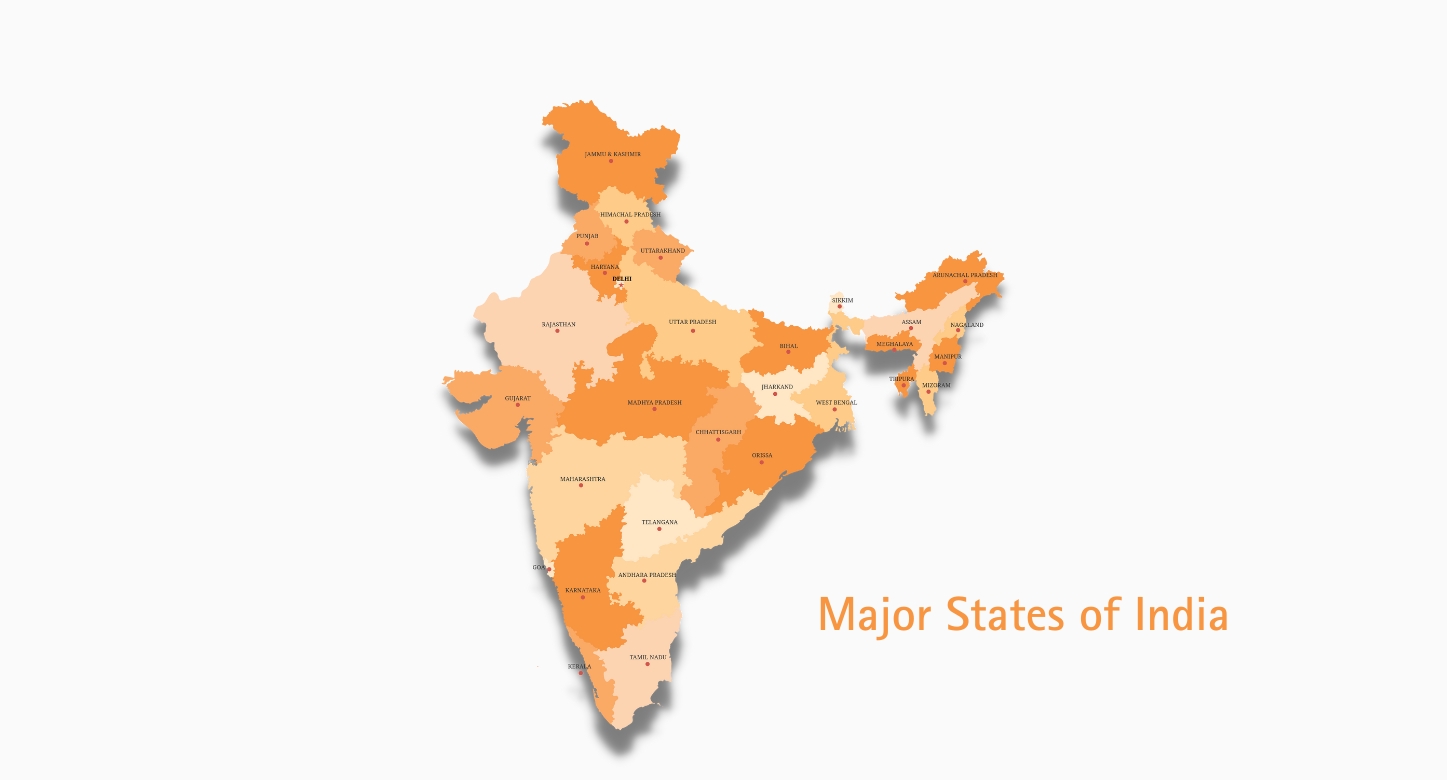 JAMMU & KASHMIR
HIMACHAL PRADESH
PUNJAB
UTTARAKHAND
HARYANA
DELHI
ARUNACHAL PRADESH
SIKKIM
RAJASTHAN
UTTAR PRADESH
ASSAM
NAGALAND
BIHAL
MEGHALAYA
MANIPUR
TRIPURA
MIZORAM
JHARKAND
GUJARAT
MADHYA PRADESH
WEST BENGAL
CHHATTISGARH
ORISSA
MAHARASHTRA
TELANGANA
GOA
ANDHARA PRADESH
KARNATAKA
Major States of India
TAMIL NADU
KERALA